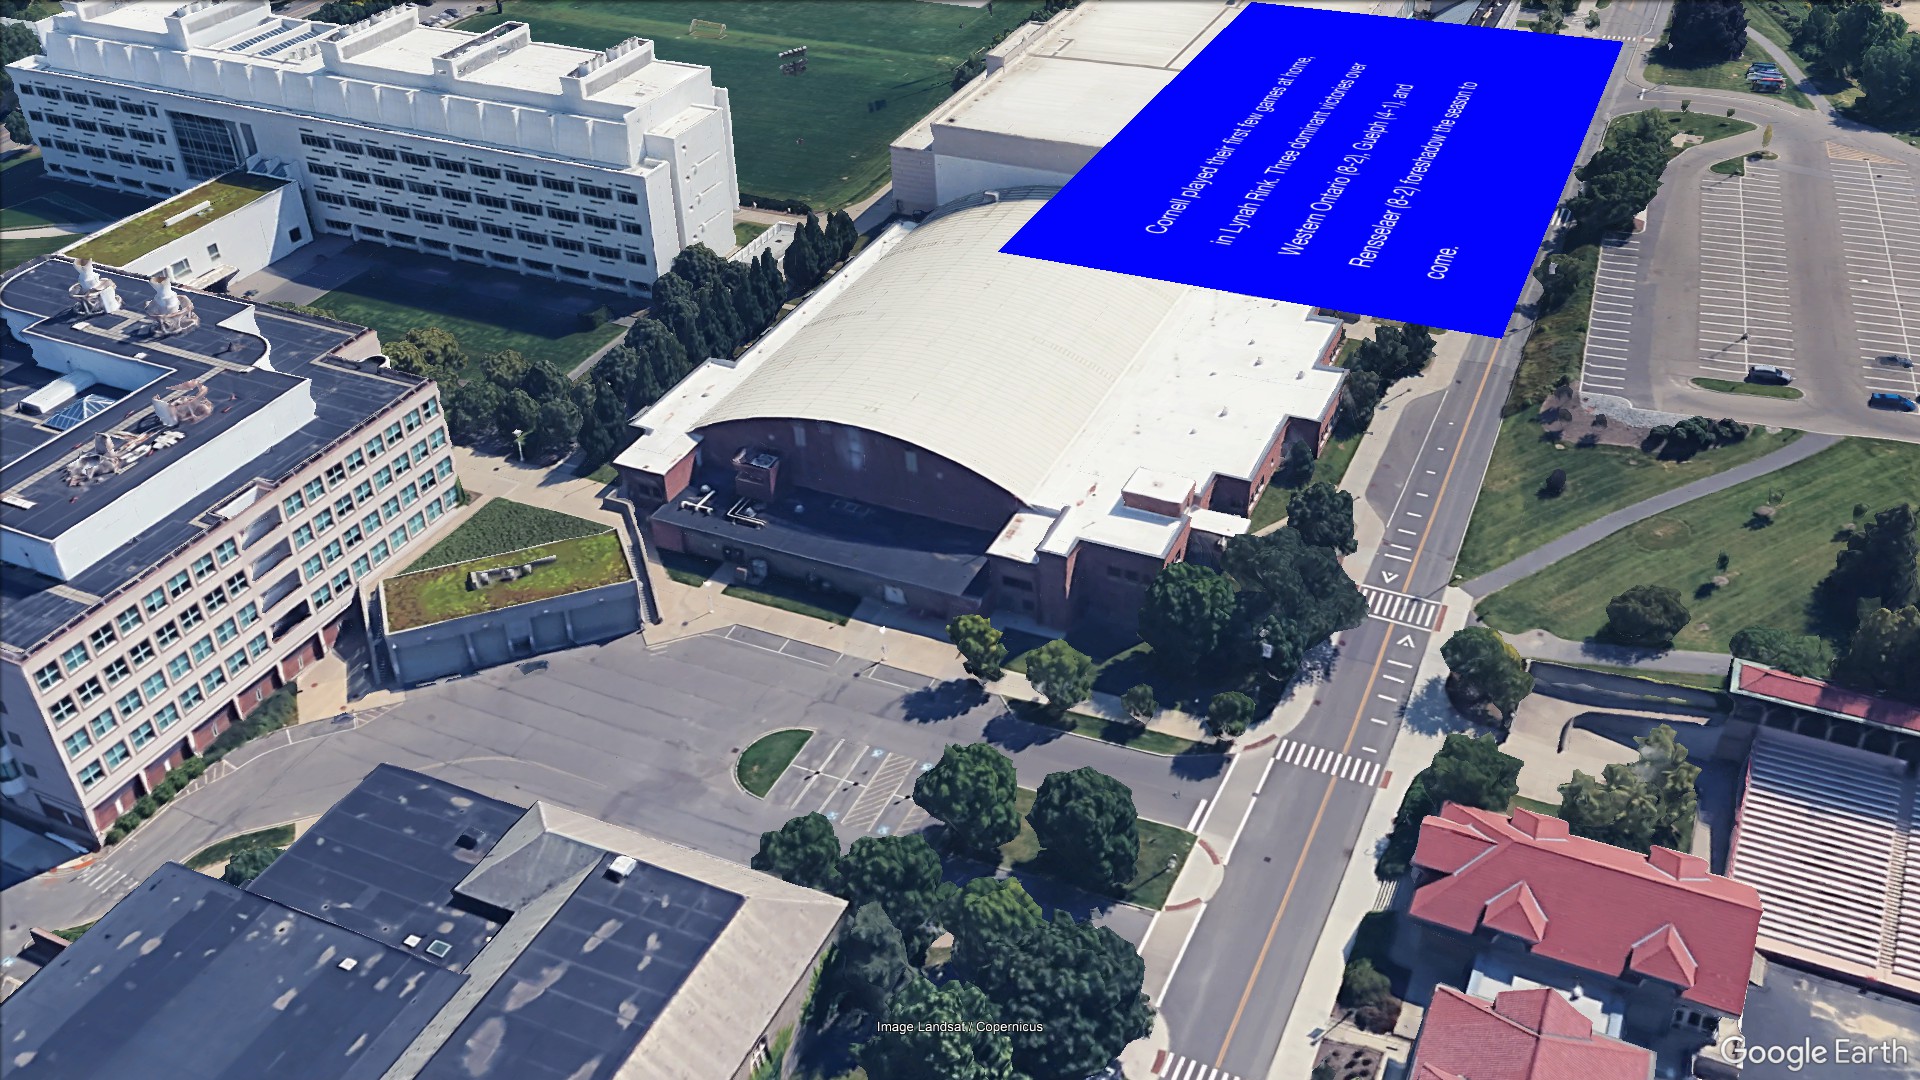 Cornell played their first few games at home,
in Lynah Rink. Three dominant victories over
Western Ontario (8-2), Guelph (4-1), and
Rensselaer (8-2) foreshadow the season to
come.
Image Landsat / Copernicus
Google Earth